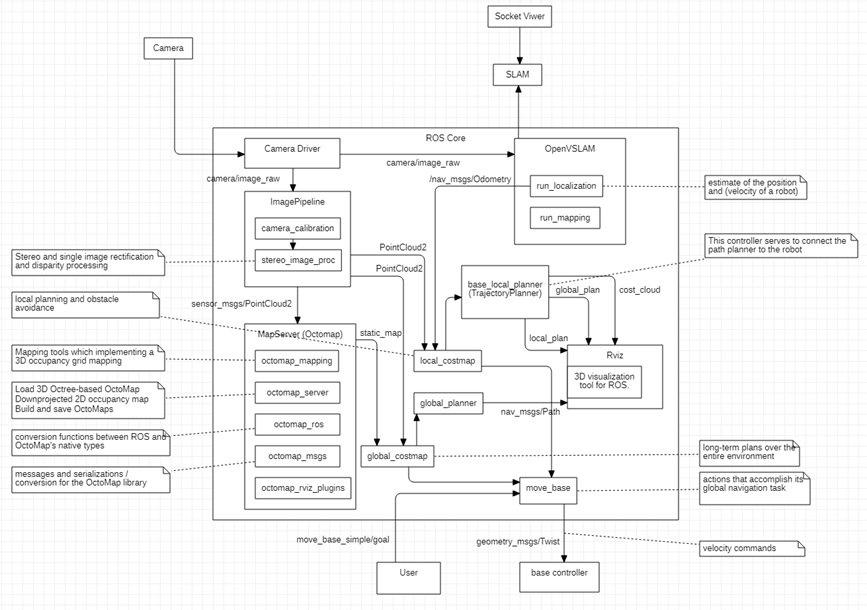 Socket Viwer
Camera
SLAM
ROS Core
Camera Driver
OpenVSLAM
camera/image_raw
camera/image_raw
/nav_msgs/Odometry
run_localization
estimate of the position
and (velocity of a robot)
ImagePipeline
camera_calibration
run_mapping
stereo_image_proc
PointCloud2
This controller serves to connect the
path planner to the robot
Stereo and single image rectification
and disparity processing
PointCloud2
base_local_planner
(TrajectoryPlanner)
global_plan
cost_cloud
local planning and obstacle
avoidance
sensor_msgs/PointCloud2
MapServer (Octomap)
static_map
local_plan
Mapping tools which implementing a
3D occupancy grid mapping
octomap_mapping
local_costmap
Rviz
3D visualization
tool for ROS.
Load 3D Octree-based OctoMap
Downprojected 2D occupancy map
Build and save OctoMaps
octomap_server
global_planner
nav_msgs/Path
conversion functions between ROS and
OctoMap's native types
octomap_ros
messages and serializations /
conversion for the OctoMap library
octomap_msgs
global_costmap
long-term plans over the
entire environment
octomap_rviz_plugins
move_base
actions that accomplish its
global navigation task
move_base_simple/goal
geometry_msgs/Twist
velocity commands
User
base controller